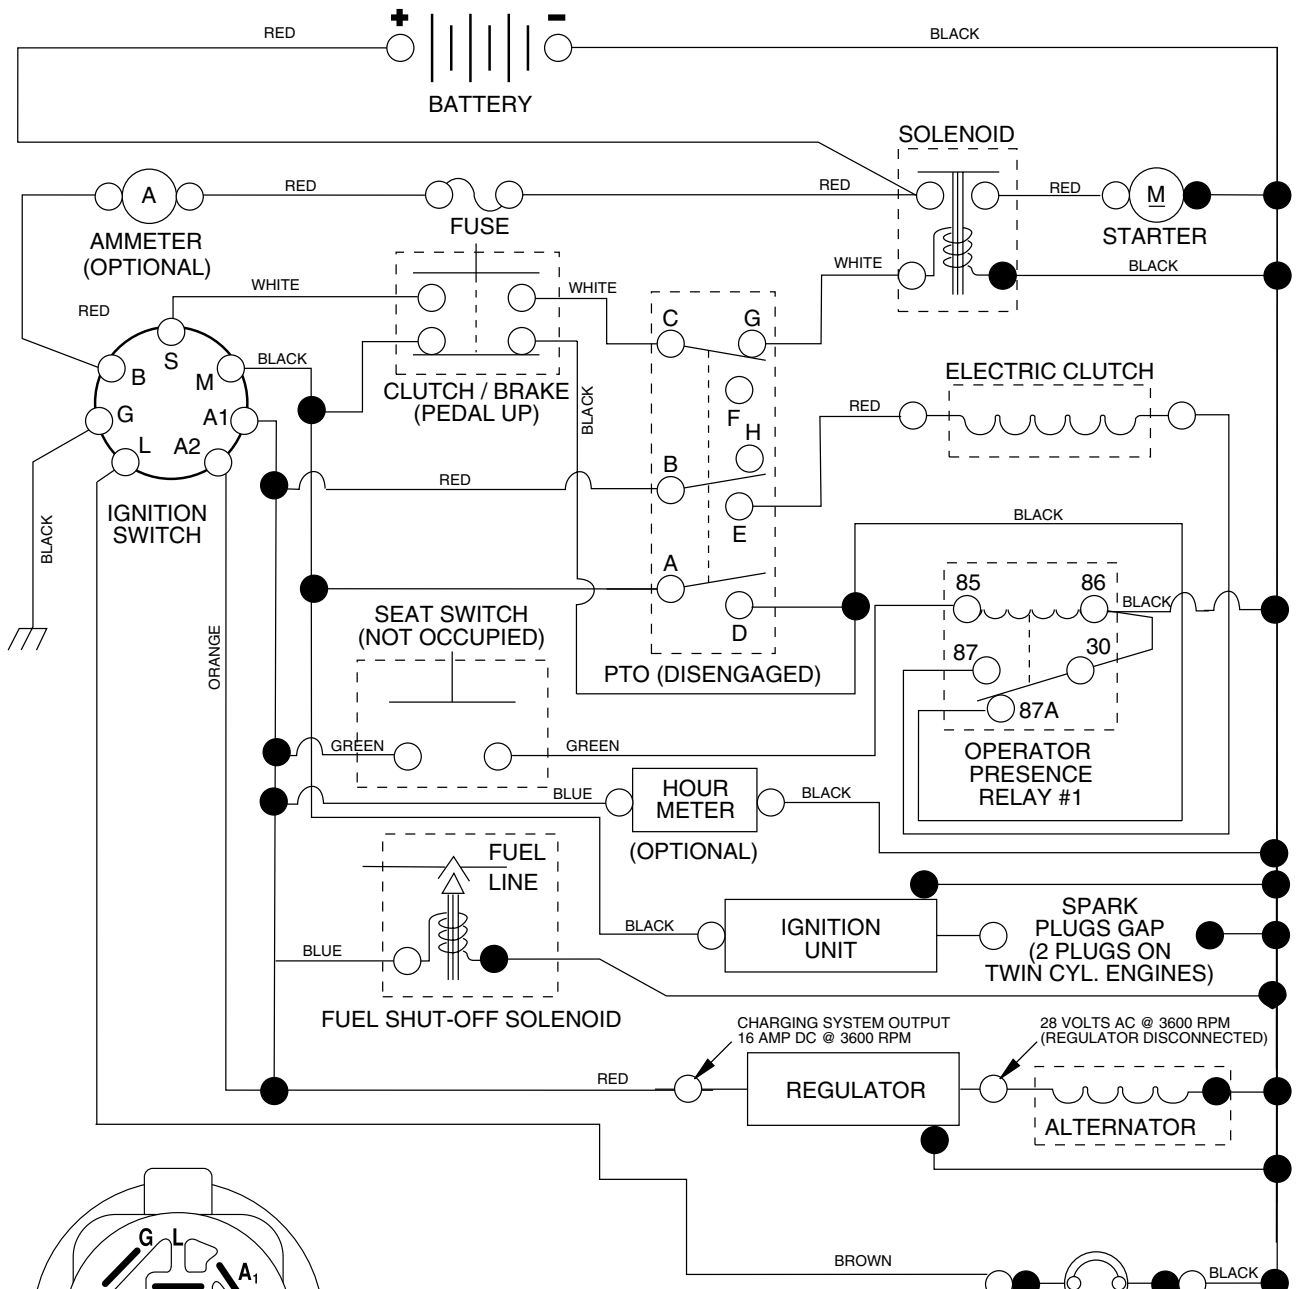 RED
+
-
BLACK
BATTERY
SOLENOID
A
RED
RED
RED
M
FUSE
STARTER
AMMETER
(OPTIONAL)
WHITE
BLACK
WHITE
WHITE
RED
C
G
S
B
M
BLACK
ELECTRIC CLUTCH
CLUTCH / BRAKE
(PEDAL UP)
BLACK
F
RED
G
A1
H
L
A2
B
RED
E
IGNITION
SWITCH
BLACK
BLACK
A
85
86
BLACK
SEAT SWITCH
(NOT OCCUPIED)
D
ORANGE
87
30
PTO (DISENGAGED)
87A
GREEN
GREEN
OPERATOR
PRESENCE
RELAY #1
BLUE
HOUR
METER
BLACK
(OPTIONAL)
FUEL
LINE
BLACK
IGNITION
UNIT
SPARK
PLUGS GAP
(2 PLUGS ON
TWIN CYL. ENGINES)
BLUE
FUEL SHUT-OFF SOLENOID
CHARGING SYSTEM OUTPUT
16 AMP DC @ 3600 RPM
28 VOLTS AC @ 3600 RPM
(REGULATOR DISCONNECTED)
RED
REGULATOR
ALTERNATOR
G
L
A1
BROWN
BLACK